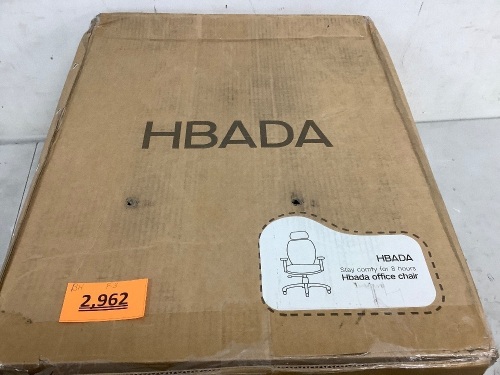 HBADA
HBADA
Stay comfy for 8 hours
Hbada office chair
2,962